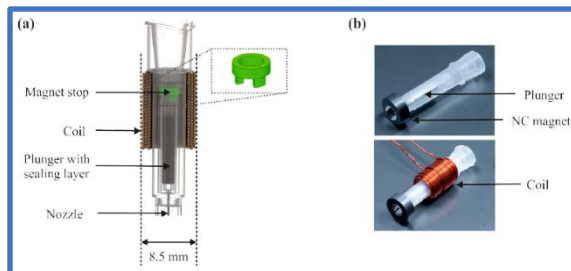 (a)
Magnet stop
Coil
Plunger with
sealing layer
Nozzle
8.5 mm
(b)
Plunger
NC magnet
Coil